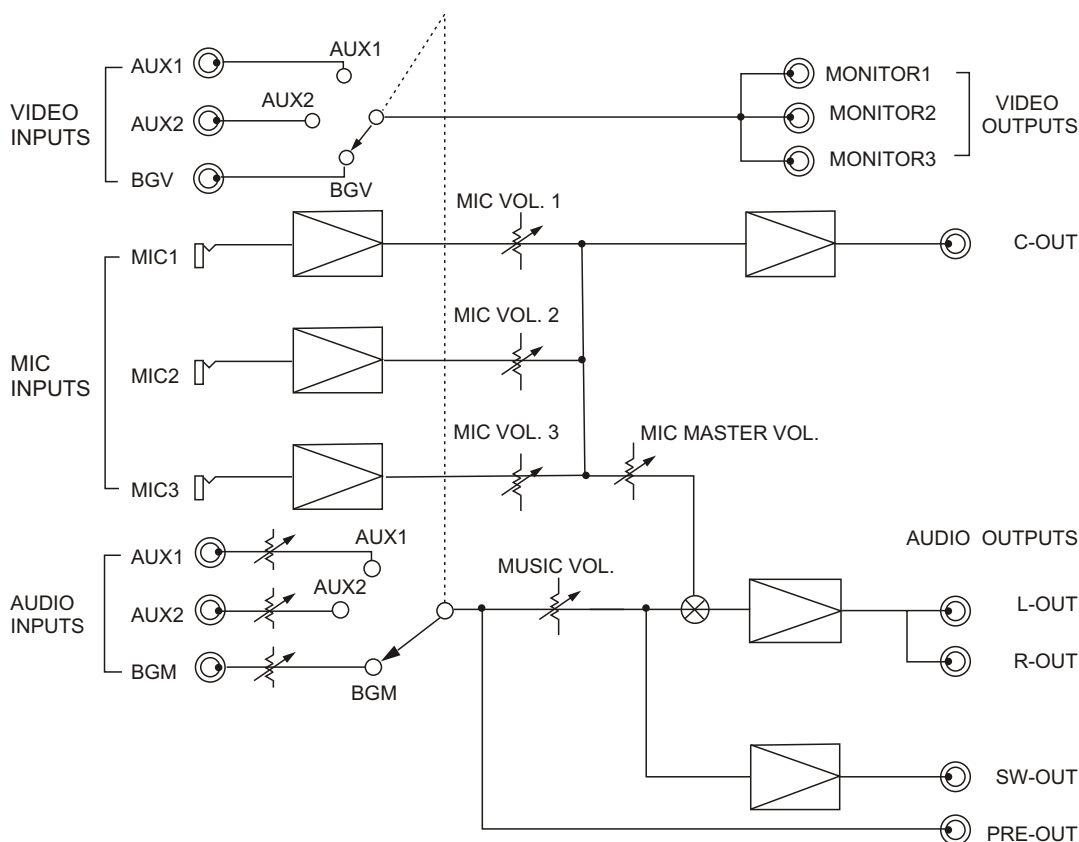 AUX1
AUX1
MONITOR1
VIDEO
INPUTS
AUX2
AUX2
MONITOR2
VIDEO
OUTPUTS
BGV
BGV
MONITOR3
MIC VOL. 1
MIC1
C-OUT
MIC VOL. 2
MIC
INPUTS
MIC2
MIC VOL. 3
MIC MASTER VOL.
MIC3
AUX1
AUX1
AUDIO OUTPUTS
MUSIC VOL.
AUDIO
INPUTS
AUX2
AUX2
L-OUT
BGM
BGM
R-OUT
SW-OUT
PRE-OUT